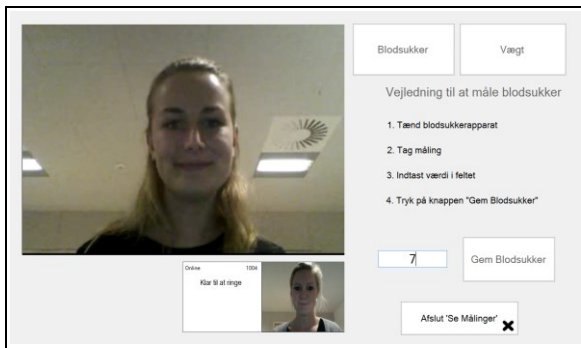 Blodsukker
Vægt
Vejledning til at måle blodsukker
1. Tænd blodsukkerapparat
2. Tag måling
3. Indtast værdi i feltet
4. Tryk på knappen "Gem Blodsukker"
7
Gem Blodsukker
Online 1004
Klar til at ringe
Afslut 'Se Målinger'